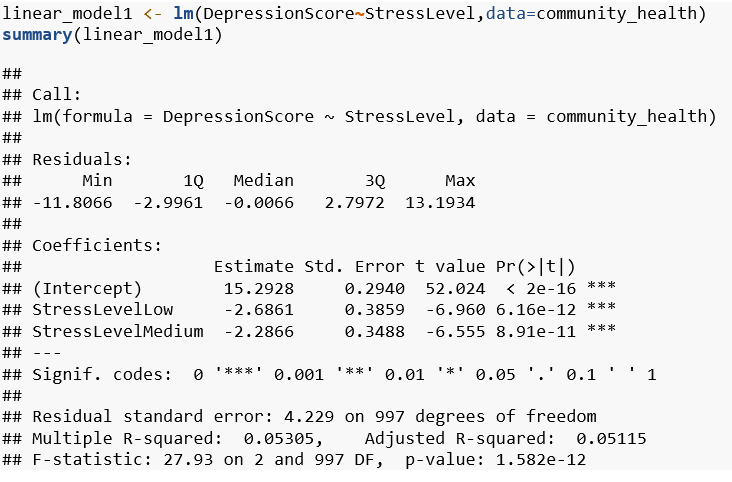 linear_model1 <- lm(DepressionScore~StressLevel,data=community_health)
summary(linear_model1)
##
## Call:
## lm(formula = DepressionScore ~ StressLevel, data = community_health)
##
## Residuals:
##      Min       1Q   Median       3Q      Max
## -11.8066  -2.9961  -0.0066   2.7972  13.1934
##
## Coefficients:
##                   Estimate Std. Error t value Pr(>|t|)
## (Intercept)        15.2928     0.2940  52.024  < 2e-16 ***
## StressLevelLow     -2.6861     0.3859  -6.960 6.16e-12 ***
## StressLevelMedium  -2.2866     0.3488  -6.555 8.91e-11 ***
## ---
## Signif. codes:  0 '***' 0.001 '**' 0.01 '*' 0.05 '.' 0.1 ' ' 1
##
## Residual standard error: 4.229 on 997 degrees of freedom
## Multiple R-squared:  0.05305,    Adjusted R-squared:  0.05115
## F-statistic: 27.93 on 2 and 997 DF,  p-value: 1.582e-12